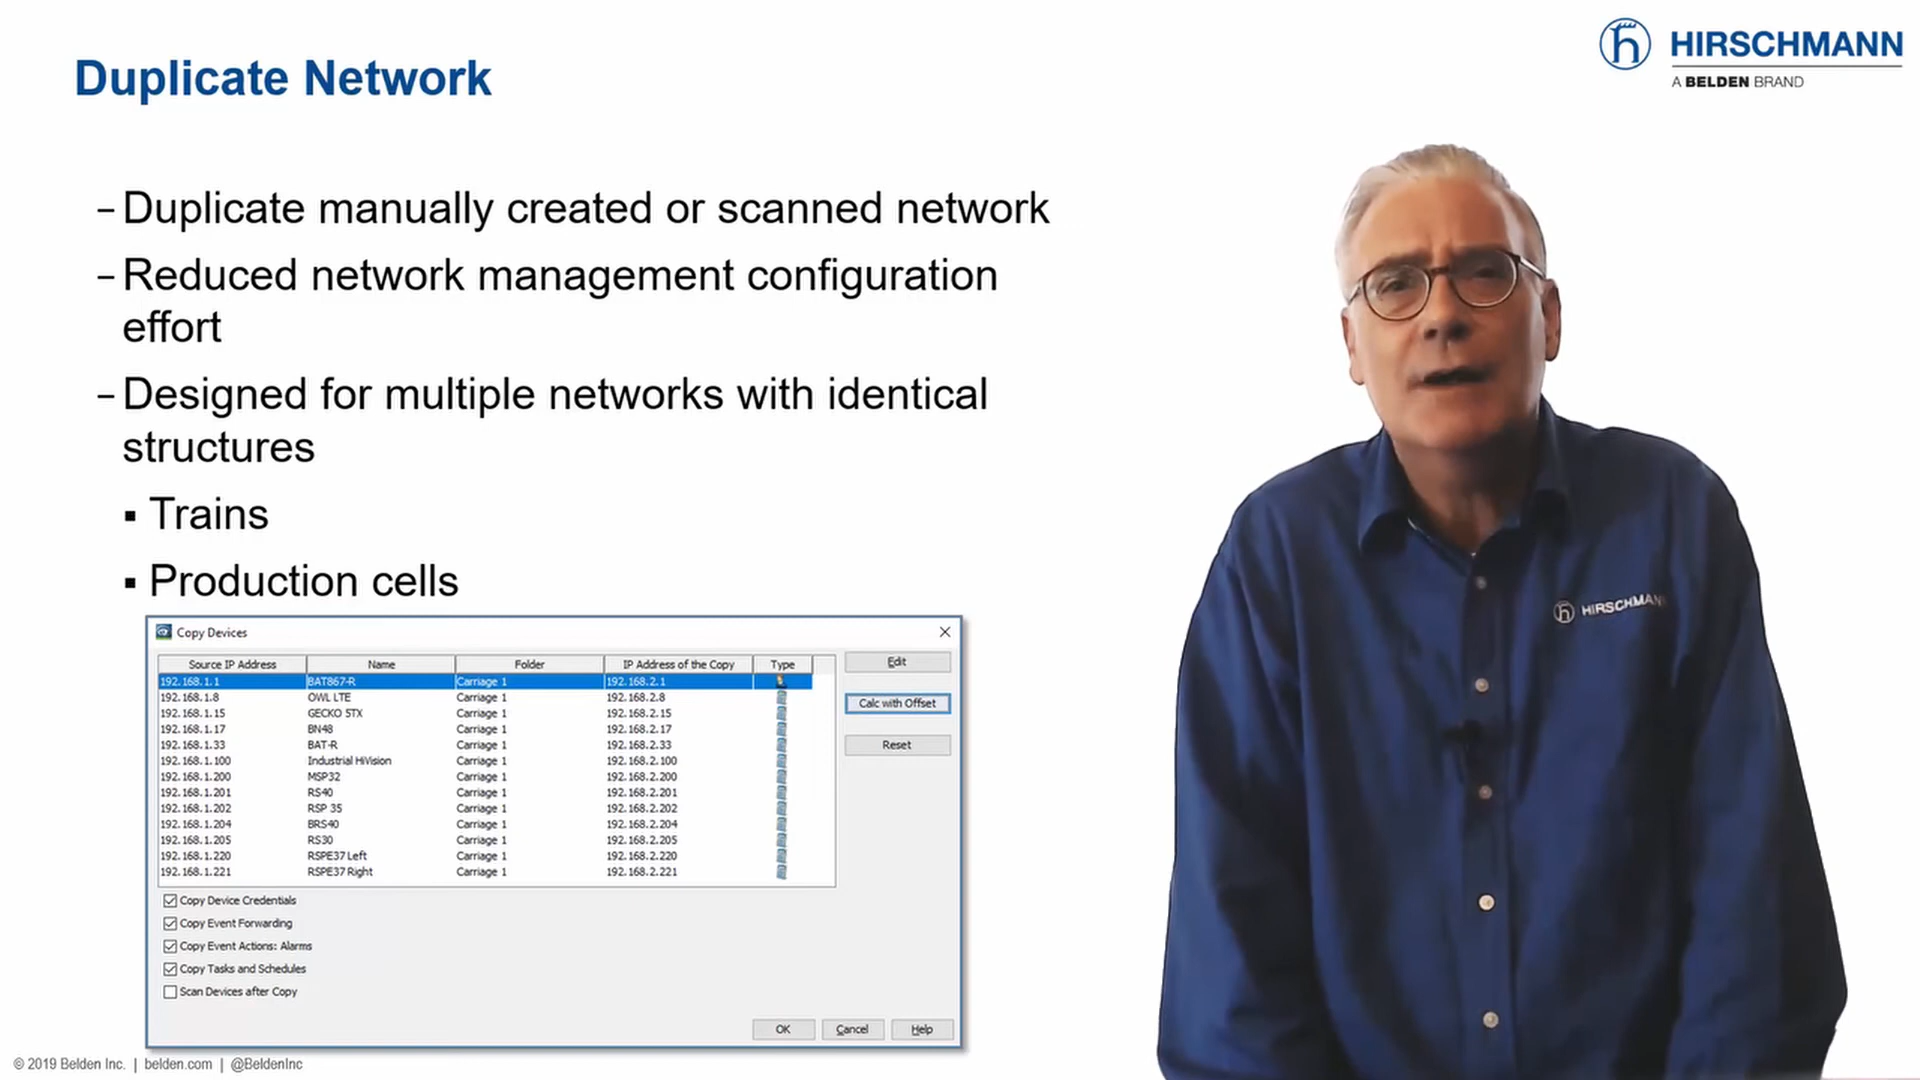 Duplicate Network
HIRSCHMANN
A BELDEN BRAND
– Duplicate manually created or scanned network
– Reduced network management configuration
effort
– Designed for multiple networks with identical
structures
▪ Trains
▪ Production cells
Copy Devices
Source IP Address Name Folder IP Address of the Copy Type
192.168.1.1 BAT867-R Carriage 1 192.168.2.1
192.168.1.8 OWL LTE Carriage 1 192.168.2.8
192.168.1.15 GECKO 5TX Carriage 1 192.168.2.15
192.168.1.17 BN48 Carriage 1 192.168.2.17
192.168.1.33 BAT-R Carriage 1 192.168.2.33
192.168.1.100 Industrial HiVision Carriage 1 192.168.2.100
192.168.1.200 MSP32 Carriage 1 192.168.2.200
192.168.1.201 RS40 Carriage 1 192.168.2.201
192.168.1.202 RSP 35 Carriage 1 192.168.2.202
192.168.1.204 BRS40 Carriage 1 192.168.2.204
192.168.1.205 RS30 Carriage 1 192.168.2.205
192.168.1.220 RSPE37 Left Carriage 1 192.168.2.220
192.168.1.221 RSPE37 Right Carriage 1 192.168.2.221
Edit
Calc with Offset
Reset
Copy Device Credentials
Copy Event Forwarding
Copy Event Actions: Alarms
Copy Tasks and Schedules
Scan Devices after Copy
OK Cancel Help
HIRSCHMANN
© 2019 Belden Inc. | belden.com | @BeldenInc